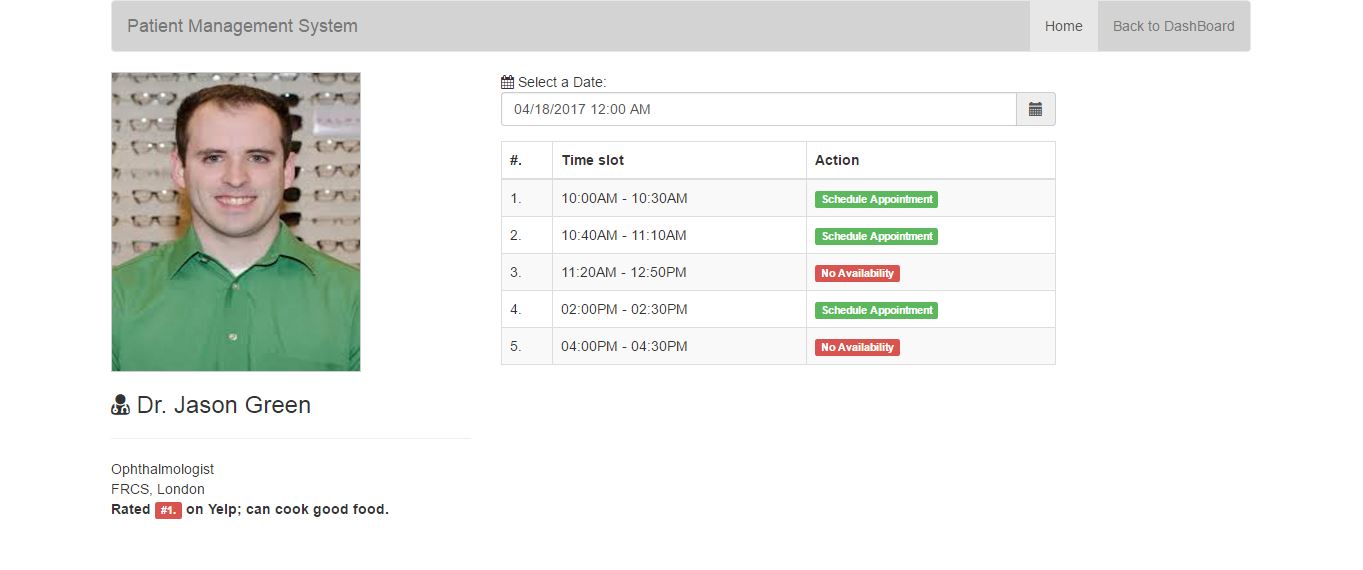 Patient Management System
Home
Back to DashBoard
Select a Date:
04/18/2017 12:00 AM
#. Time slot Action
1. 10:00AM - 10:30AM Schedule Appointment
2. 10:40AM - 11:10AM Schedule Appointment
3. 11:20AM - 12:50PM No Availability
4. 02:00PM - 02:30PM Schedule Appointment
5. 04:00PM - 04:30PM No Availability
Dr. Jason Green
Ophthalmologist
FRCS, London
Rated #1. on Yelp; can cook good food.